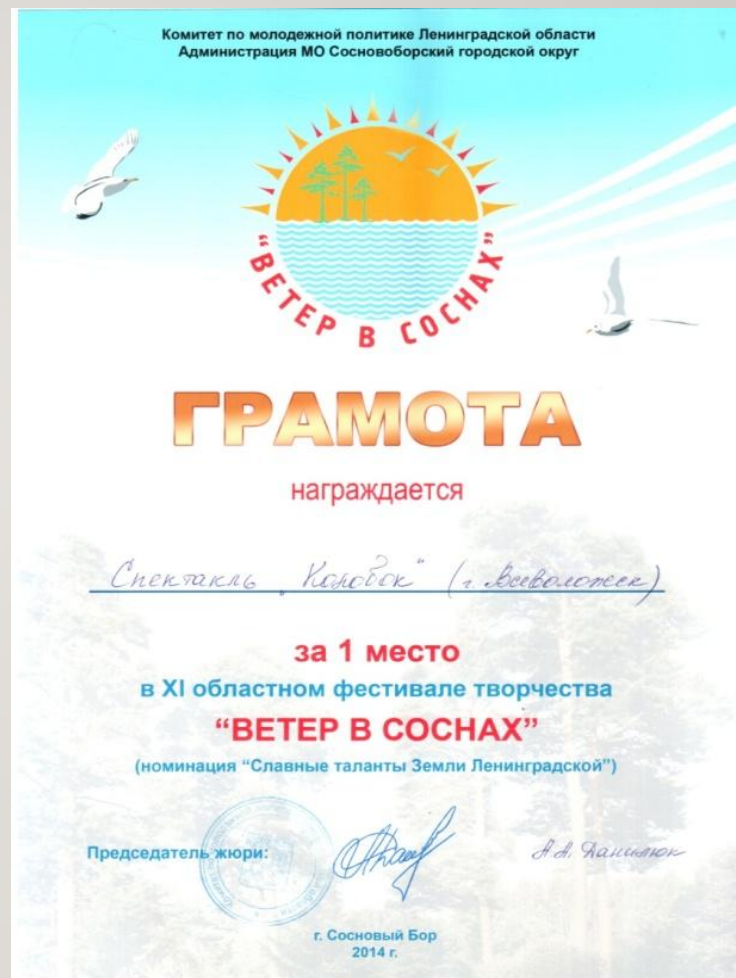 Комитет по молодежной политике Ленинградской области
Администрация МО Сосновоборский городской округ
"ВЕТЕР В СОСНАХ"
ГРАМОТА
награждается
Спектакль „Колобок" (г. Всеволожск)
за 1 место
в XI областном фестивале творчества
"ВЕТЕР В СОСНАХ"
(номинация "Славные таланты Земли Ленинградской")
Председатель жюри:
А.А. Данилюк
г. Сосновый Бор
2014 г.